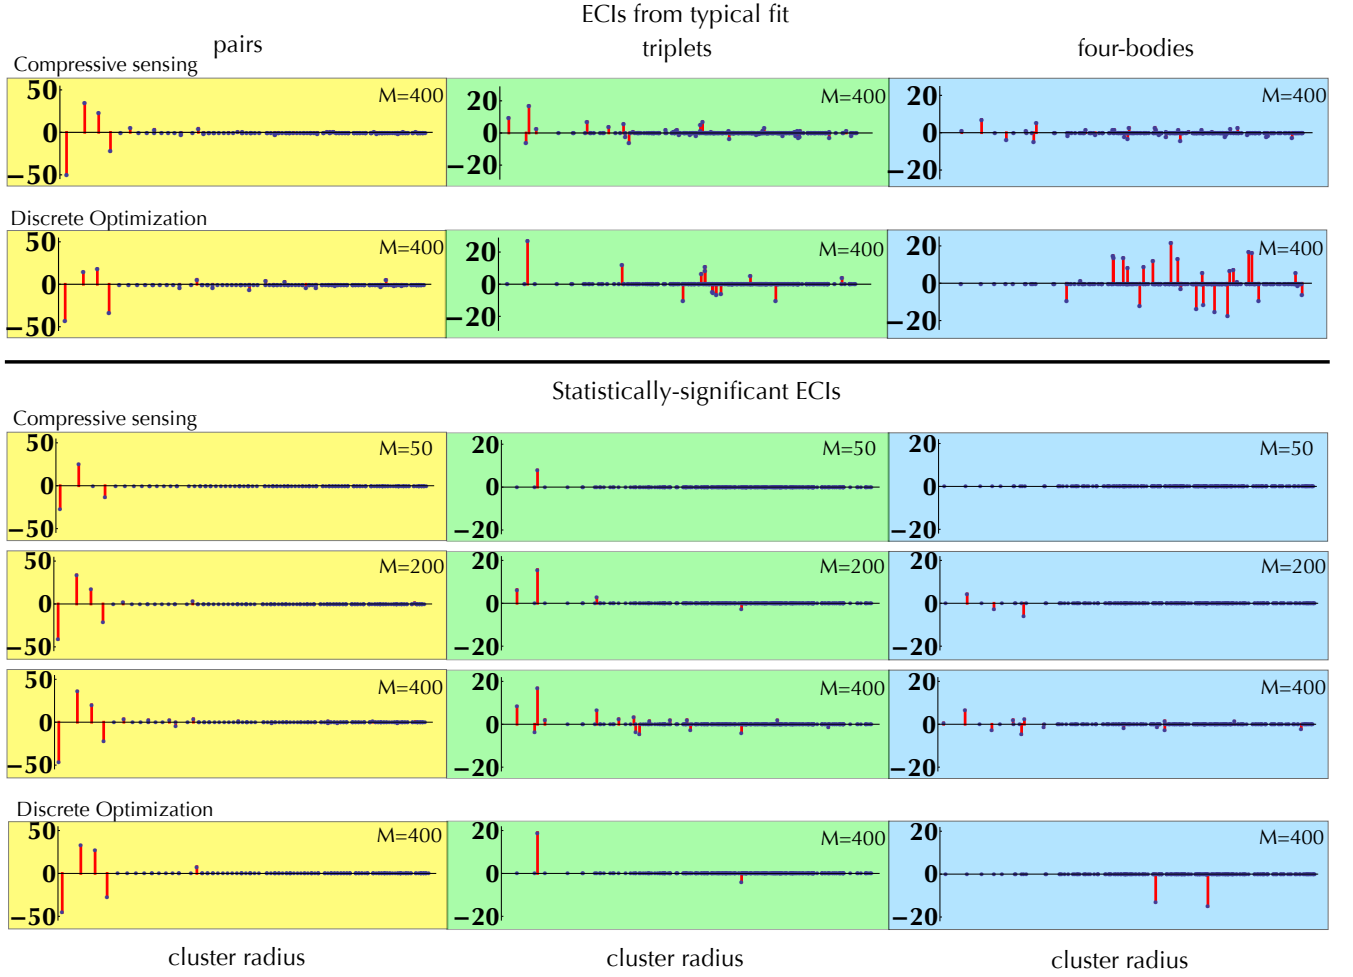 ECIs from typical fit
pairs triplets four-bodies
Compressive sensing
50 M=400 20 M=400 20 M=400
0 0 0
−50 −20 −20
Discrete Optimization
50 M=400 20 M=400 20 M=400
0 0 0
−50 −20 −20
Statistically-significant ECIs
Compressive sensing
50 M=50 20 M=50 20 M=50
0 0 0
−50 −20 −20
50 M=200 20 M=200 20 M=200
0 0 0
−50 −20 −20
50 M=400 20 M=400 20 M=400
0 0 0
−50 −20 −20
Discrete Optimization
50 M=400 20 M=400 20 M=400
0 0 0
−50 −20 −20
cluster radius cluster radius cluster radius